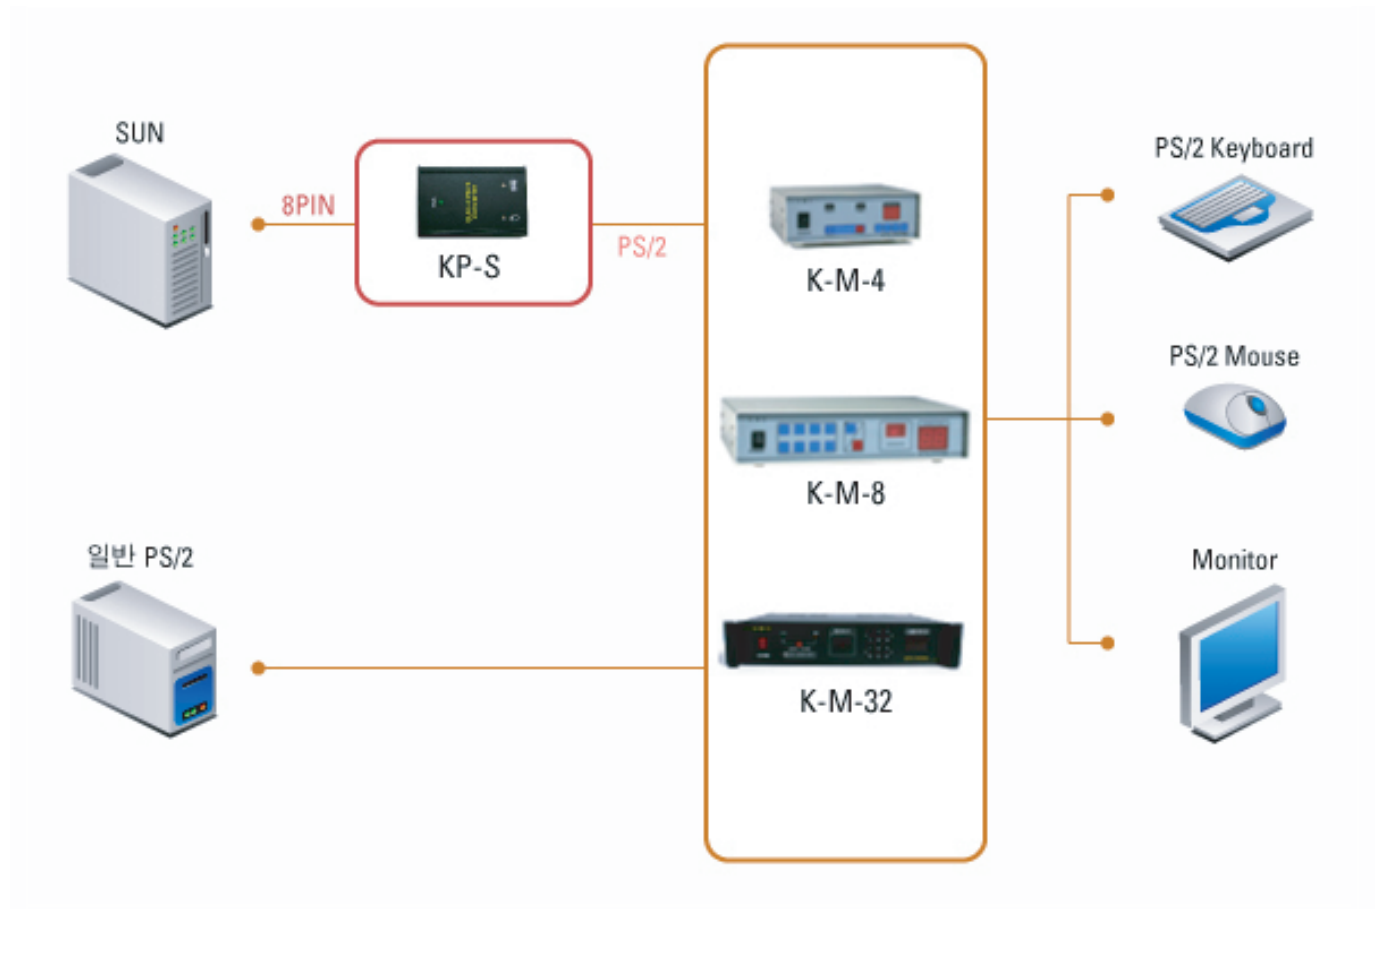 SUN
8PIN
KP-S
PS/2
K-M-4
K-M-8
K-M-32
일반 PS/2
PS/2 Keyboard
PS/2 Mouse
Monitor